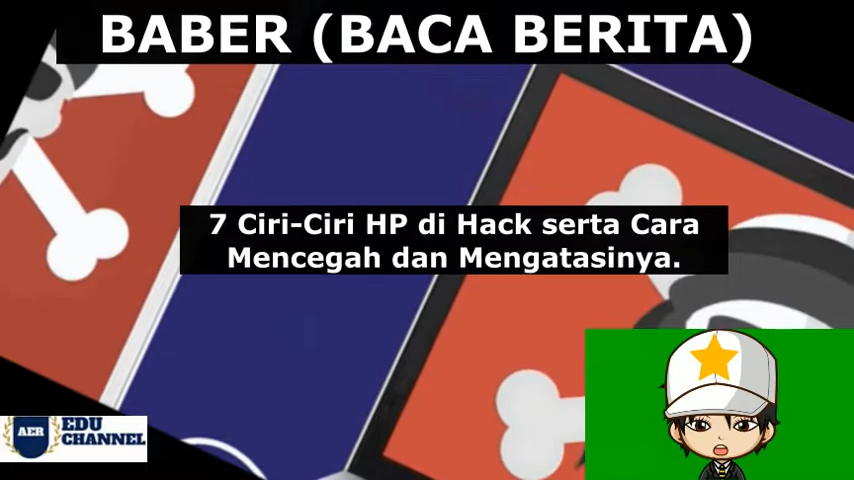 BABER (BACA BERITA)
7 Ciri-Ciri HP di Hack serta Cara
Mencegah dan Mengatasinya.
AER
EDU
CHANNEL